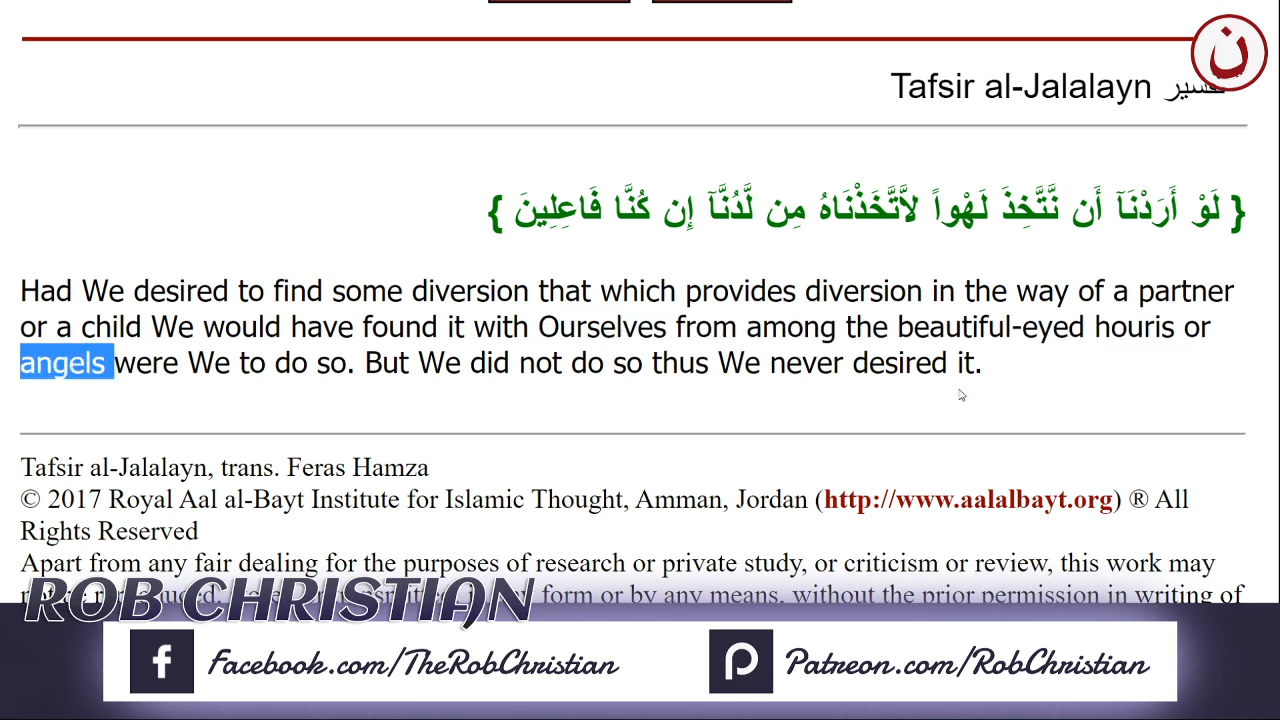 ن
Tafsir al-Jalalayn تفسير
{ لَوْ أَرَدْنَآ أَن نَّتَّخِذَ لَهْواً لاَّتَّخَذْنَاهُ مِن لَّدُنَّآ إِن كُنَّا فَاعِلِينَ }
Had We desired to find some diversion that which provides diversion in the way of a partner
or a child We would have found it with Ourselves from among the beautiful-eyed houris or
angels were We to do so. But We did not do so thus We never desired it.
Tafsir al-Jalalayn, trans. Feras Hamza
© 2017 Royal Aal al-Bayt Institute for Islamic Thought, Amman, Jordan (http://www.aalalbayt.org) ® All
Rights Reserved
Apart from any fair dealing for the purposes of research or private study, or criticism or review, this work may
form or by any means, without the prior permission in writing of
ROB CHRISTIAN
Facebook.com/TheRobChristian
Patreon.com/RobChristian